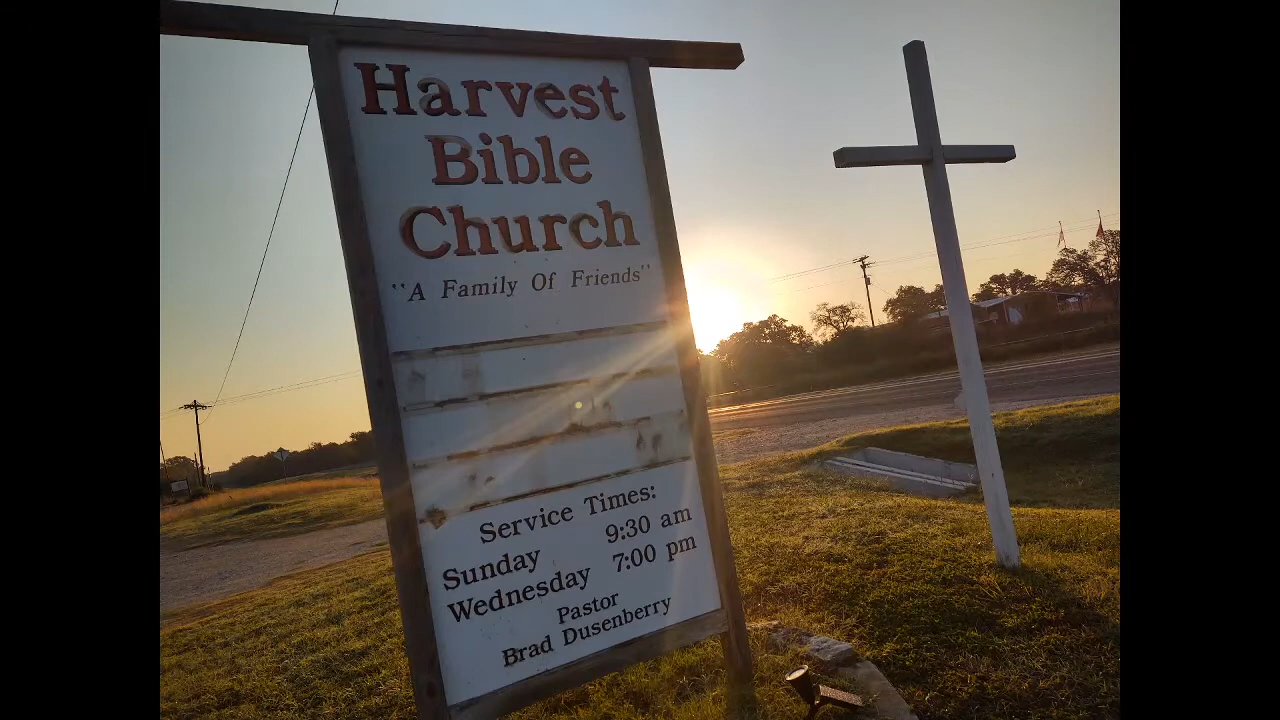 Harvest
Bible
Church
"A Family Of Friends"
Service Times:
Sunday 9:30 am
Wednesday 7:00 pm
Pastor
Brad Dusenberry